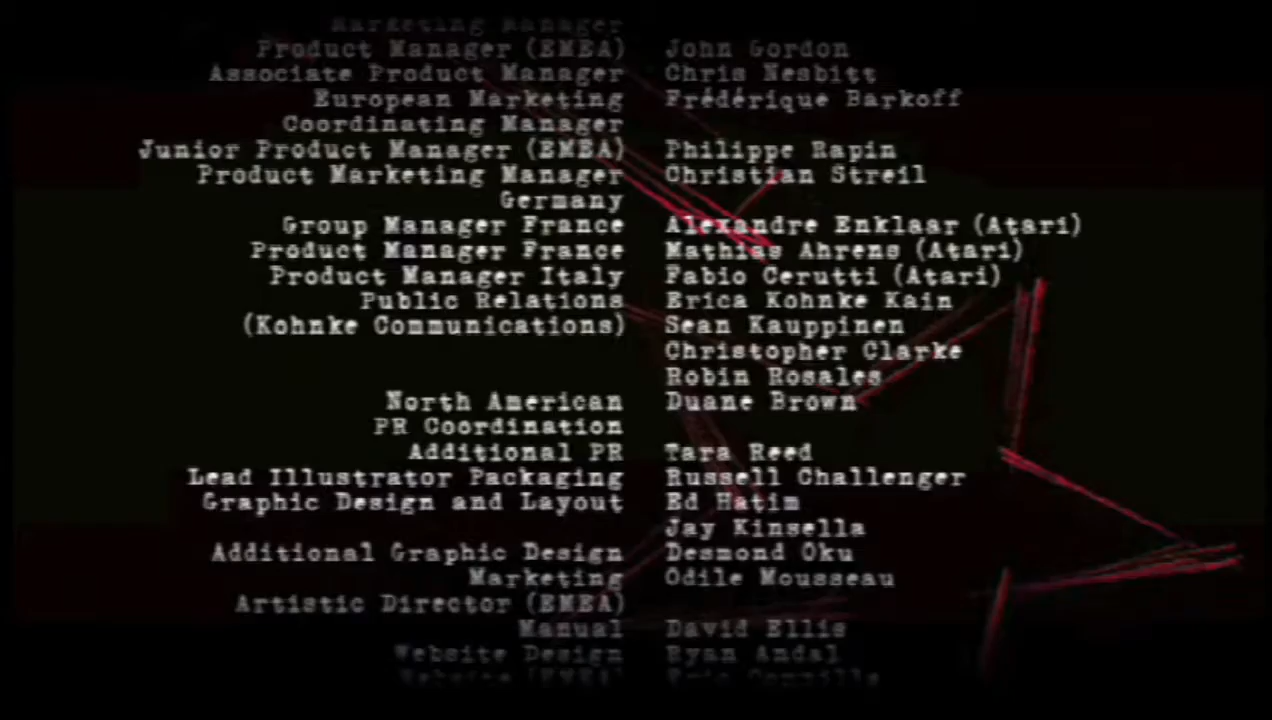 Marketing Manager
Product Manager (EMEA) John Gordon
Associate Product Manager Chris Nesbitt
European Marketing Frédérique Barkoff
Coordinating Manager
Junior Product Manager (EMEA) Philippe Rapin
Product Marketing Manager Christian Streil
Germany
Group Manager France Alexandre Enklaar (Atari)
Product Manager France Mathias Ahrens (Atari)
Product Manager Italy Fabio Cerutti (Atari)
Public Relations Erica Kohnke Kain
(Kohnke Communications) Sean Kauppinen
Christopher Clarke
Robin Rosales
North American Duane Brown
PR Coordination
Additional PR Tara Reed
Lead Illustrator Packaging Russell Challenger
Graphic Design and Layout Ed Hatim
Jay Kinsella
Additional Graphic Design Desmond Oku
Marketing Odile Mousseau
Artistic Director (EMEA)
Manual David Ellis
Website Design Ryan Andal
Website (EMEA)